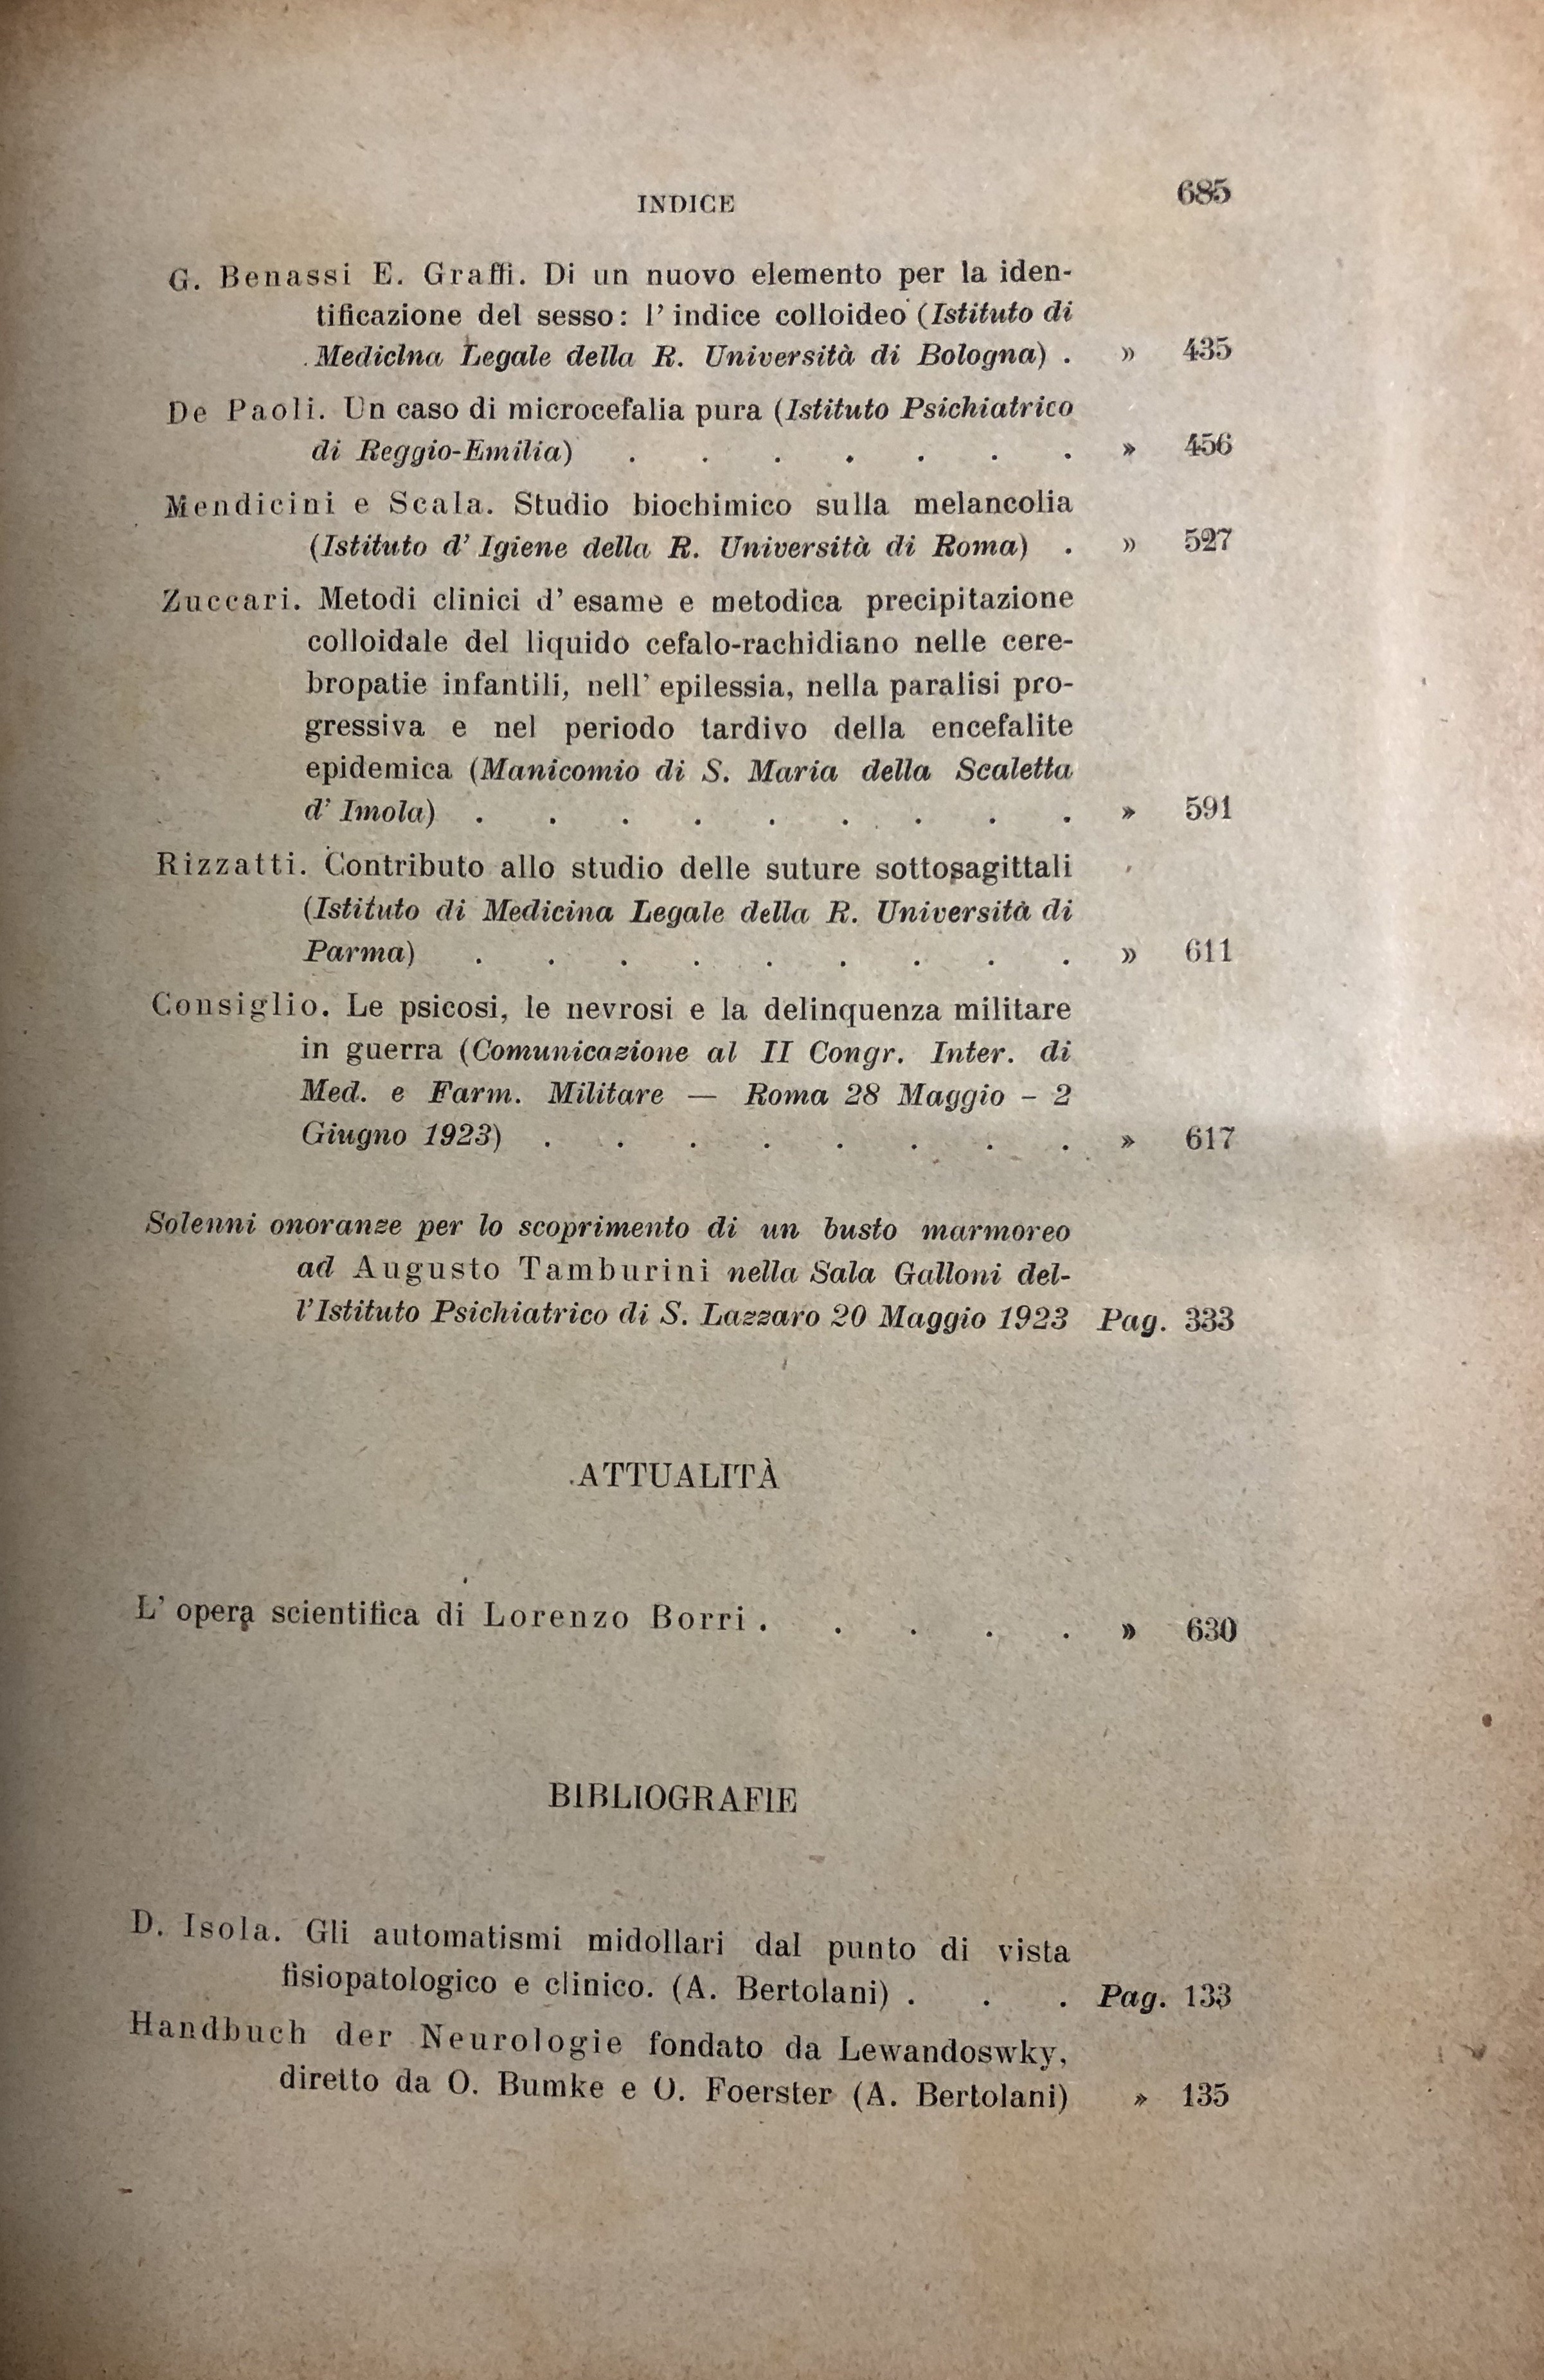 INDICE 685
G. Benassi E. Graffi. Di un nuovo elemento per la iden-
tificazione del sesso: l' indice colloideo (Istituto di
Medicina Legale della R. Università di Bologna) . » 435
De Paoli. Un caso di microcefalia pura (Istituto Psichiatrico
di Reggio-Emilia) . . . . . . . » 456
Mendicini e Scala. Studio biochimico sulla melancolia
(Istituto d' Igiene della R. Università di Roma) . » 527
Zuccari. Metodi clinici d' esame e metodica precipitazione
colloidale del liquido cefalo-rachidiano nelle cere-
bropatie infantili, nell' epilessia, nella paralisi pro-
gressiva e nel periodo tardivo della encefalite
epidemica (Manicomio di S. Maria della Scaletta
d' Imola) . . . . . . . . . » 591
Rizzatti. Contributo allo studio delle suture sottosagittali
(Istituto di Medicina Legale della R. Università di
Parma) . . . . . . . . . » 611
Consiglio. Le psicosi, le nevrosi e la delinquenza militare
in guerra (Comunicazione al II Congr. Inter. di
Med. e Farm. Militare — Roma 28 Maggio - 2
Giugno 1923) . . . . . . . . » 617
Solenni onoranze per lo scoprimento di un busto marmoreo
ad Augusto Tamburini nella Sala Galloni del-
l'Istituto Psichiatrico di S. Lazzaro 20 Maggio 1923 Pag. 333
ATTUALITÀ
L' opera scientifica di Lorenzo Borri . . . . . » 630
BIBLIOGRAFIE
D. Isola. Gli automatismi midollari dal punto di vista
fisiopatologico e clinico. (A. Bertolani) . . . Pag. 133
Handbuch der Neurologie fondato da Lewandoswky,
diretto da O. Bumke e O. Foerster (A. Bertolani) » 135